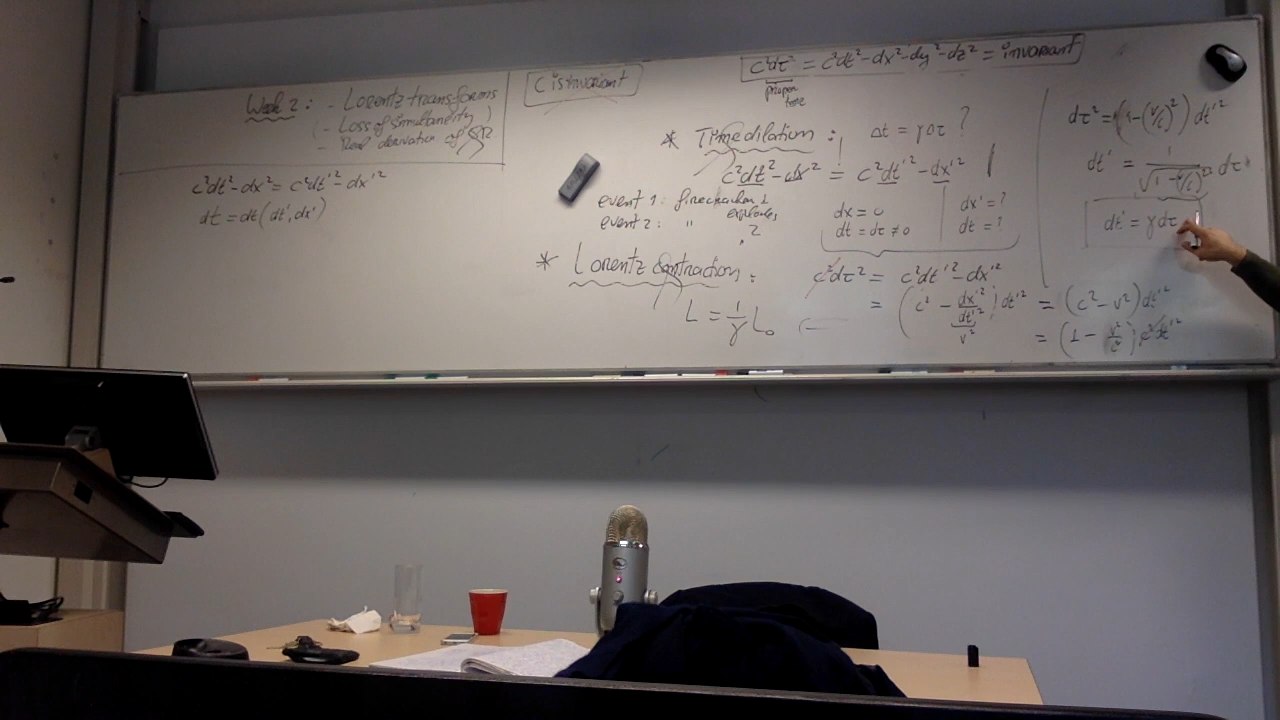 Week 2: - Lorentz transforms
- Loss of simultaneity
- Real derivation of SR
c²dt²-dx² = c²dt'²-dx'²
dt = dt(dt',dx')
C is invariant
c²dτ² = c²dt²-dx²-dy²-dz² = invariant
proper
* Time dilation : Δt = γΔτ ?
c²dt²-dx² = c²dt'²-dx'²
event 1: firecracker 1 explodes
event 2: " 2
dx = 0
dt = dτ ≠ 0
dx' = ?
dt' = ?
* Lorentz Contraction :
L = 1/γ L₀
c²dτ² = c²dt'²-dx'²
= (c² - dx'²/dt'²) dt'² = (c²-v²)dt'²
v²
= (1 - v²/c²) c²dt'²
dτ² = (1-(v/c)²) dt'²
dt' = 1/√(1-(v/c)²) dτ
dt' = γdτ